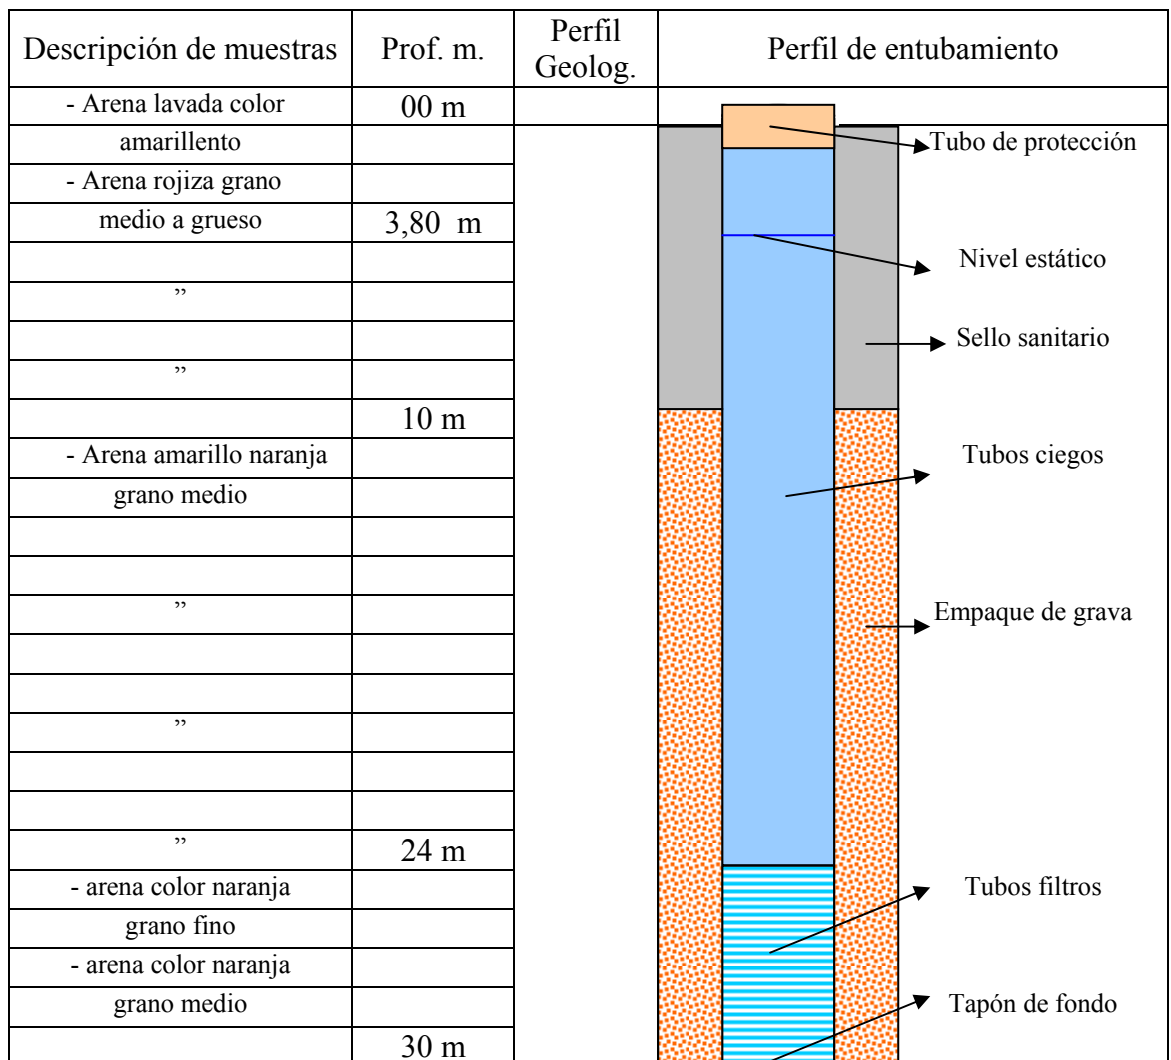 Descripción de muestras
Prof. m.
Perfil
Geolog.
Perfil de entubamiento
- Arena lavada color
00 m
amarillento
Tubo de protección
- Arena rojiza grano
medio a grueso
3,80 m
Nivel estático
”
Sello sanitario
”
10 m
- Arena amarillo naranja
Tubos ciegos
grano medio
”
Empaque de grava
”
”
24 m
- arena color naranja
Tubos filtros
grano fino
- arena color naranja
grano medio
Tapón de fondo
30 m